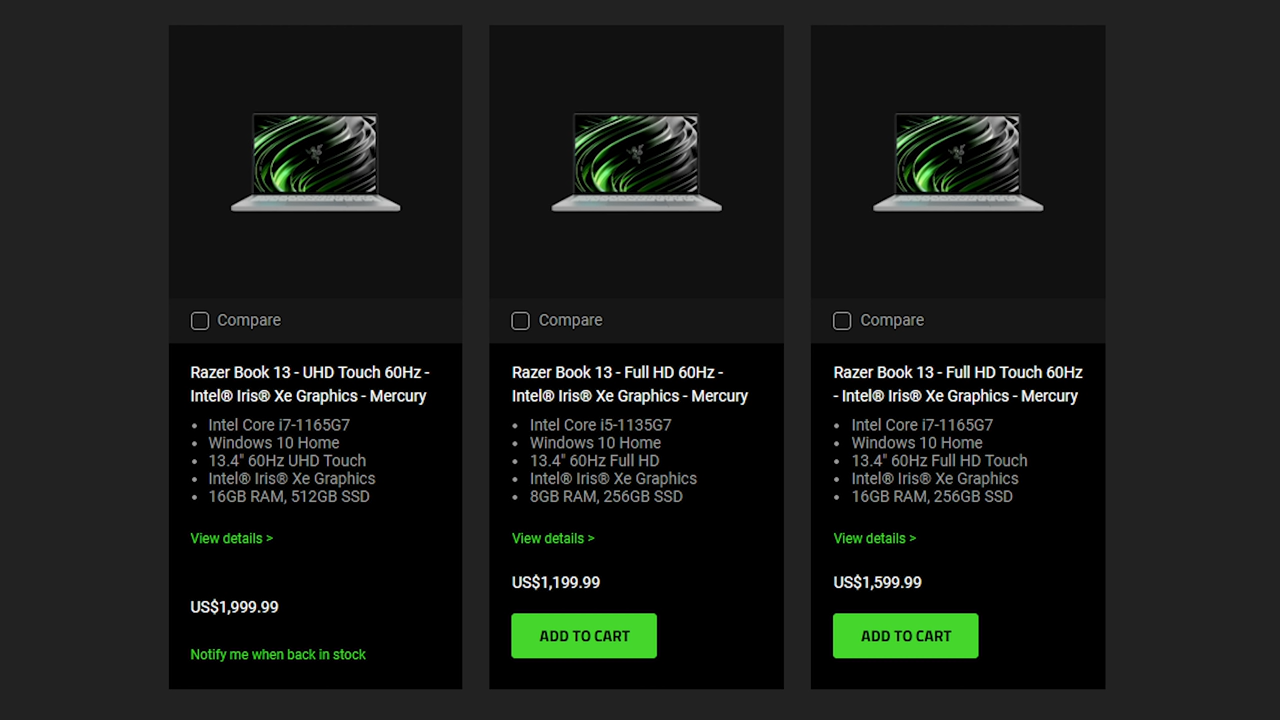 Compare
Razer Book 13 - UHD Touch 60Hz -
Intel® Iris® Xe Graphics - Mercury
• Intel Core i7-1165G7
• Windows 10 Home
• 13.4" 60Hz UHD Touch
• Intel® Iris® Xe Graphics
• 16GB RAM, 512GB SSD
View details >
US$1,999.99
Notify me when back in stock
Compare
Razer Book 13 - Full HD 60Hz -
Intel® Iris® Xe Graphics - Mercury
• Intel Core i5-1135G7
• Windows 10 Home
• 13.4" 60Hz Full HD
• Intel® Iris® Xe Graphics
• 8GB RAM, 256GB SSD
View details >
US$1,199.99
ADD TO CART
Compare
Razer Book 13 - Full HD Touch 60Hz
- Intel® Iris® Xe Graphics - Mercury
• Intel Core i7-1165G7
• Windows 10 Home
• 13.4" 60Hz Full HD Touch
• Intel® Iris® Xe Graphics
• 16GB RAM, 256GB SSD
View details >
US$1,599.99
ADD TO CART